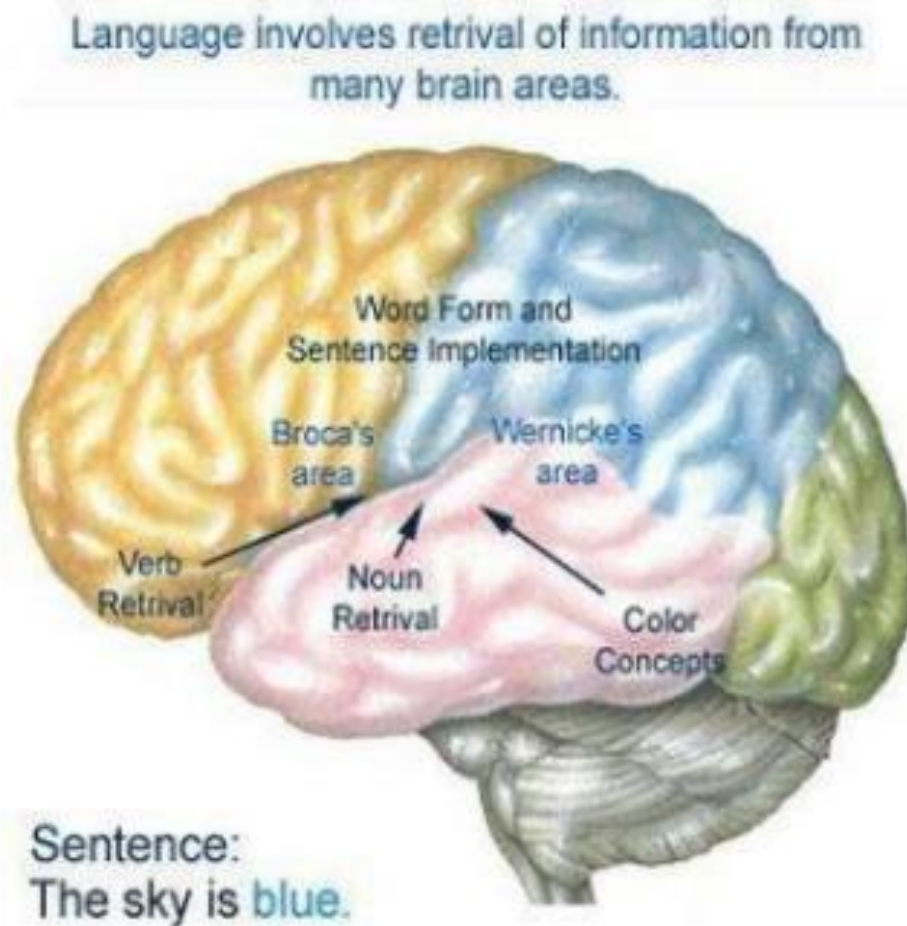 Language involves retrival of information from
many brain areas.
Word Form and
Sentence Implementation
Broca's
area
Wernicke's
area
Verb
Retrival
Noun
Retrival
Color
Concepts
Sentence:
The sky is blue.